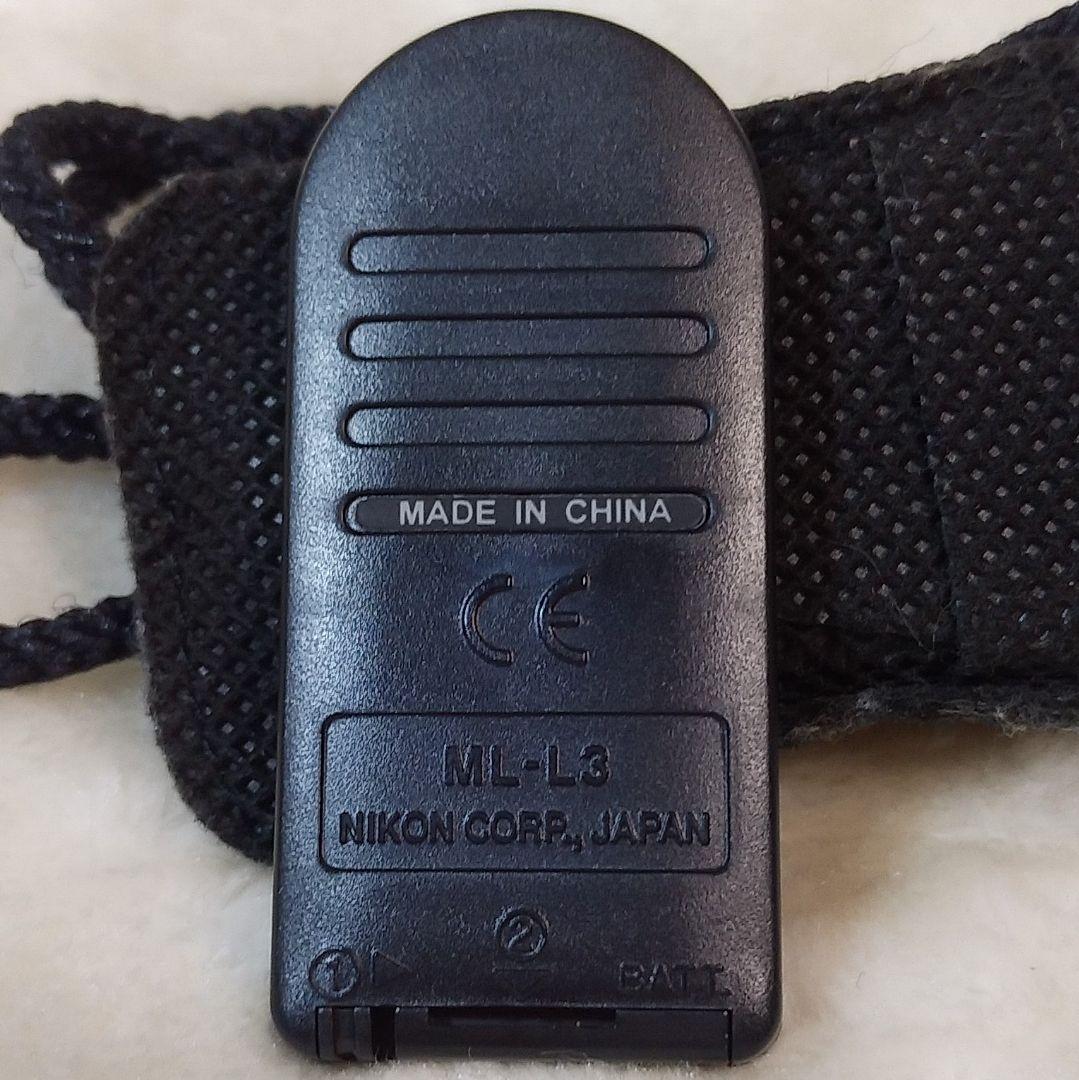 MADE IN CHINA
CE
ML-L3
NIKON CORP., JAPAN
②
① BATT.